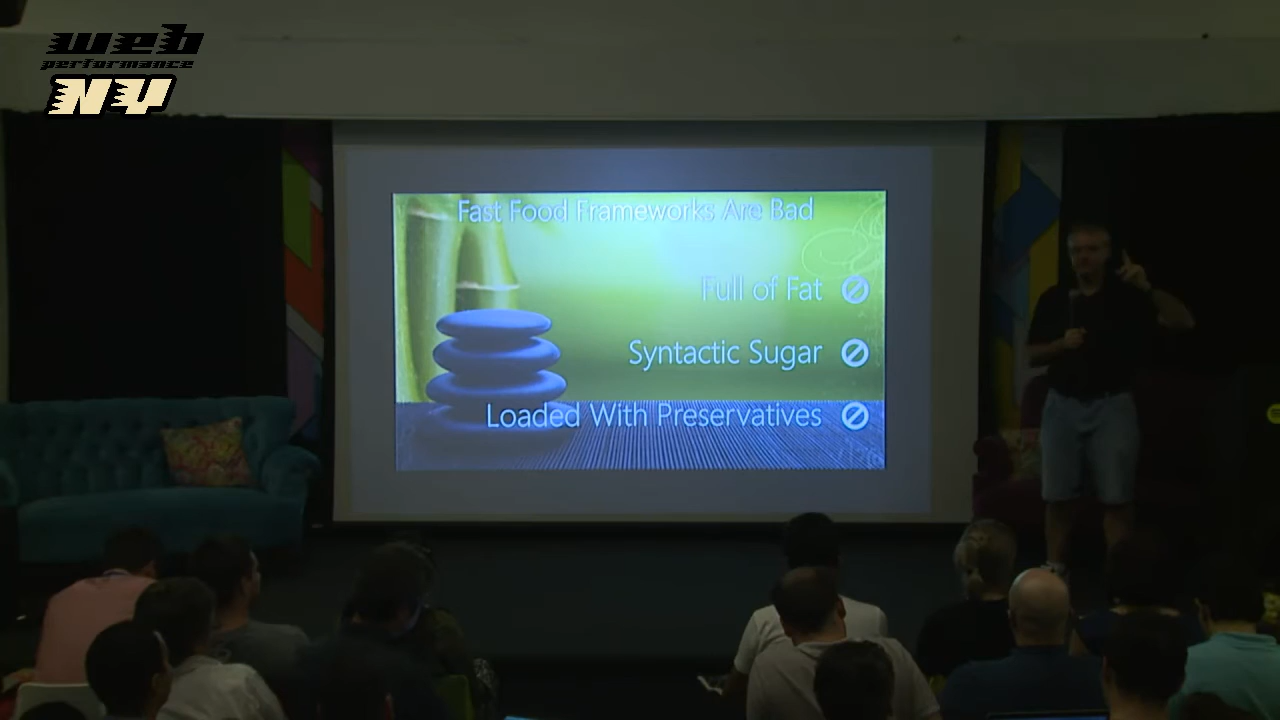 web
performance
NY
Fast Food Frameworks Are Bad
Full of Fat
Syntactic Sugar
Loaded With Preservatives